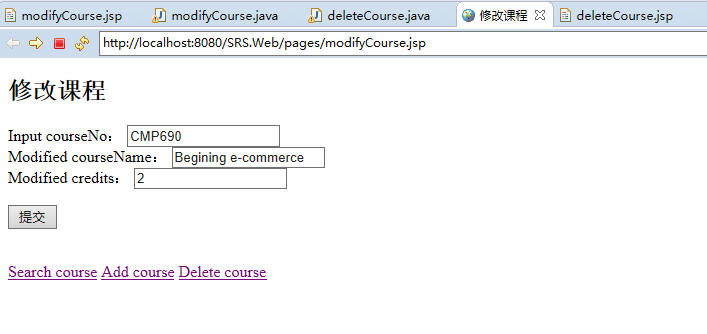 modifyCourse.jsp modifyCourse.java deleteCourse.java 修改课程 deleteCourse.jsp
http://localhost:8080/SRS.Web/pages/modifyCourse.jsp
修改课程
Input courseNo： CMP690
Modified courseName： Begining e-commerce
Modified credits： 2
提交
Search course Add course Delete course